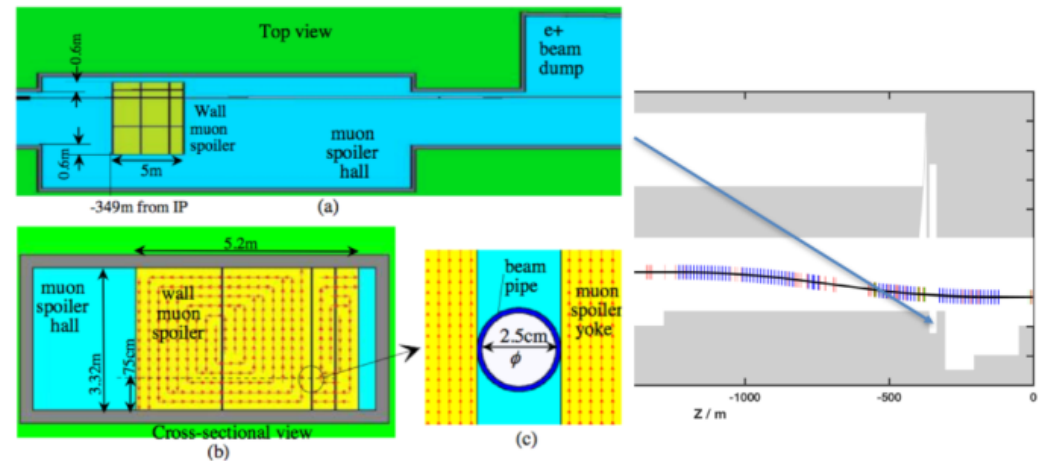 Top view
e+
beam
dump
~0.6m
Wall
muon
spoiler
muon
spoiler
hall
0.6m
5m
-349m from IP
(a)
5.2m
muon
spoiler
hall
wall
muon
spoiler
3.32m
75cm
Cross-sectional view
(b)
beam
pipe
muon
spoiler
yoke
2.5cm
ϕ
(c)
-1000
-500
0
Z / m